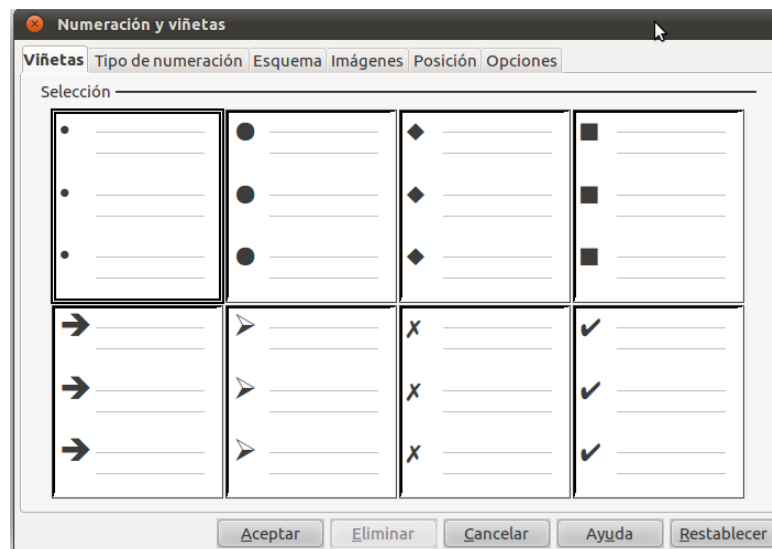 Numeración y viñetas
Viñetas Tipo de numeración Esquema Imágenes Posición Opciones
Selección
Aceptar Eliminar Cancelar Ayuda Restablecer